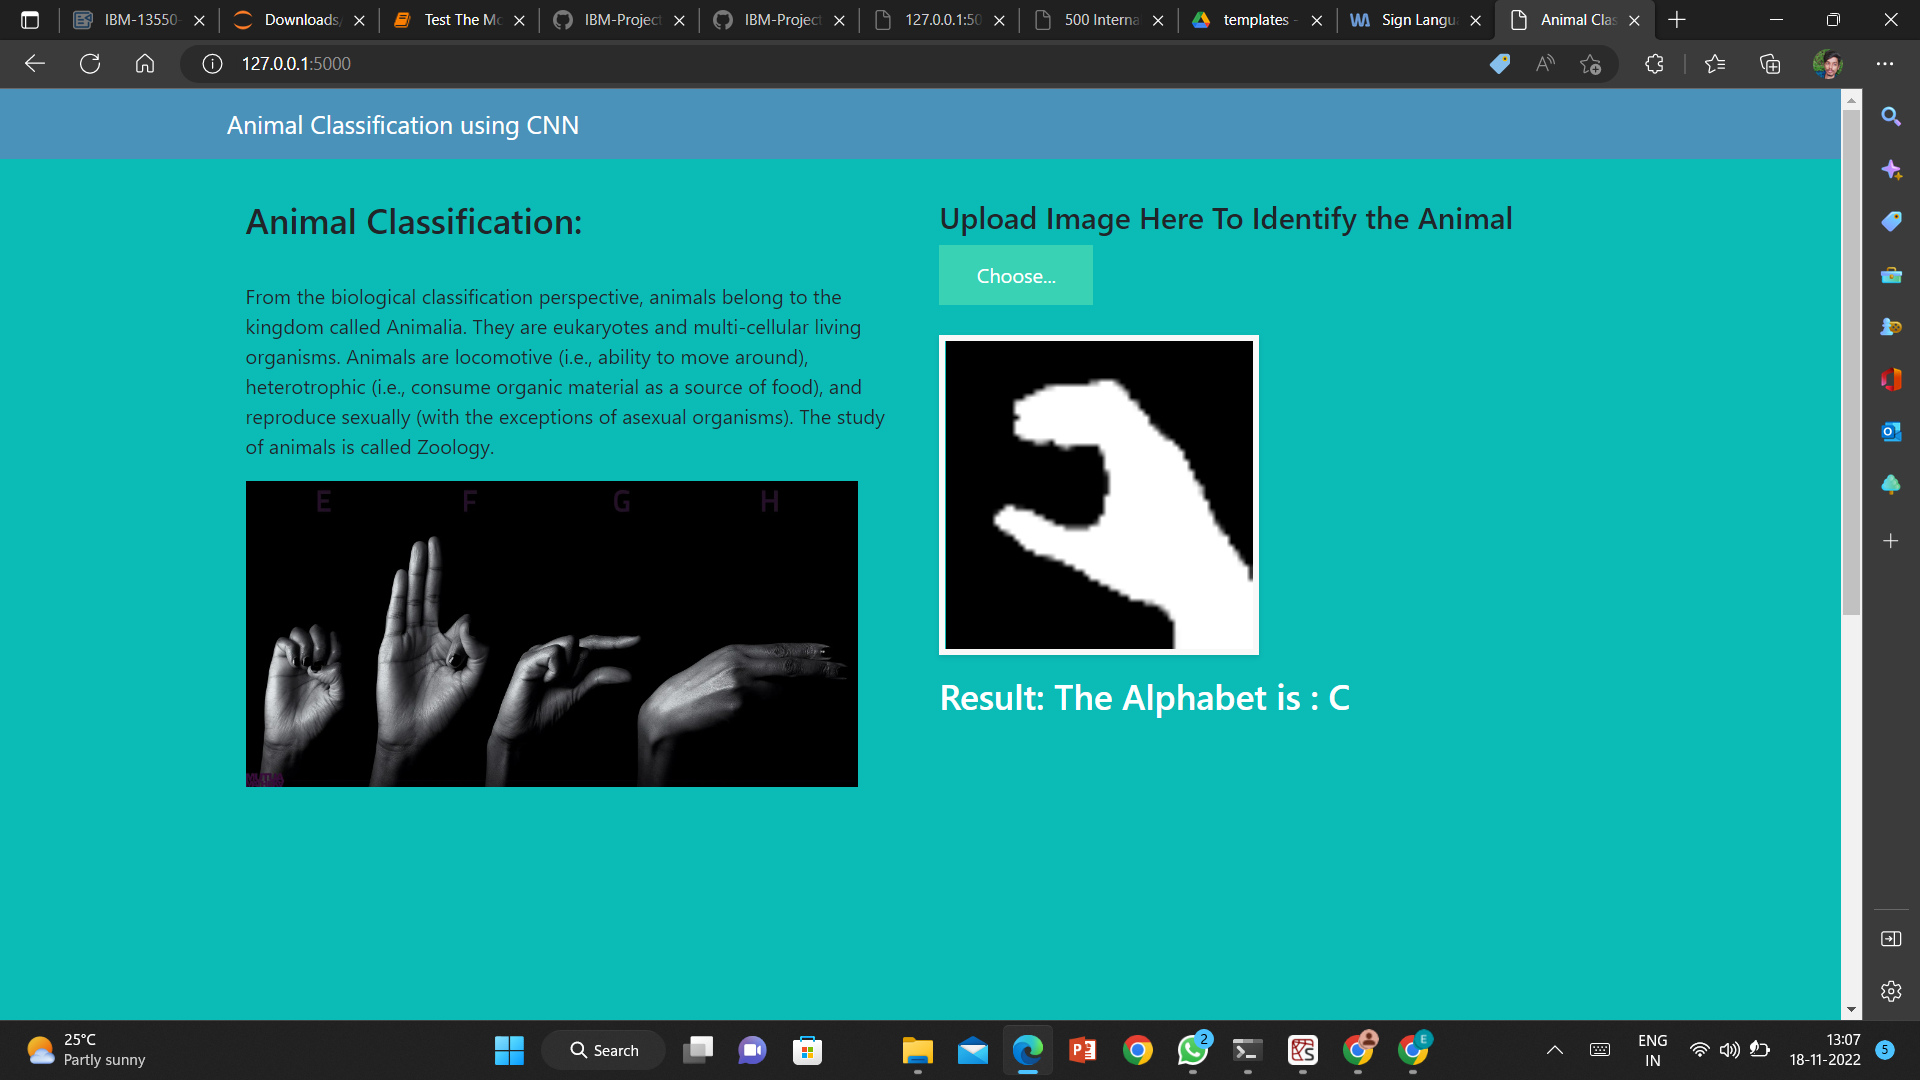 IBM-13550-
Downloads/
Test The Mo
IBM-Project
IBM-Project
127.0.0.1:50
500 Interna
templates -
Sign Langu
Animal Clas
127.0.0.1:5000
Animal Classification using CNN
Animal Classification:
From the biological classification perspective, animals belong to the
kingdom called Animalia. They are eukaryotes and multi-cellular living
organisms. Animals are locomotive (i.e., ability to move around),
heterotrophic (i.e., consume organic material as a source of food), and
reproduce sexually (with the exceptions of asexual organisms). The study
of animals is called Zoology.
E F G H
Upload Image Here To Identify the Animal
Choose...
Result: The Alphabet is : C
25°C
Partly sunny
Search
2
E
ENG
IN
13:07
18-11-2022
5